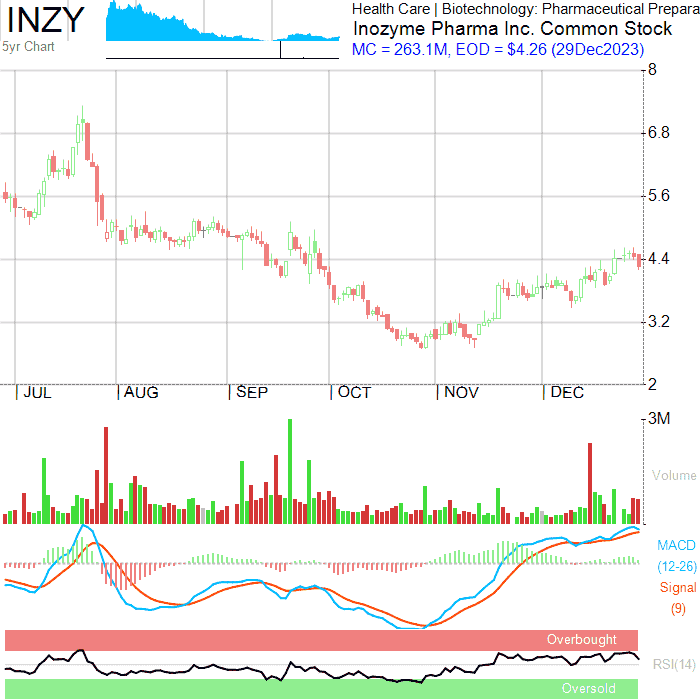 INZY
5yr Chart
Health Care | Biotechnology: Pharmaceutical Prepara
Inozyme Pharma Inc. Common Stock
MC = 263.1M, EOD = $4.26 (29Dec2023)
8
6.8
5.6
4.4
3.2
2
JUL
AUG
SEP
OCT
NOV
DEC
3M
Volume
MACD
(12-26)
Signal
(9)
Overbought
RSI(14)
Oversold